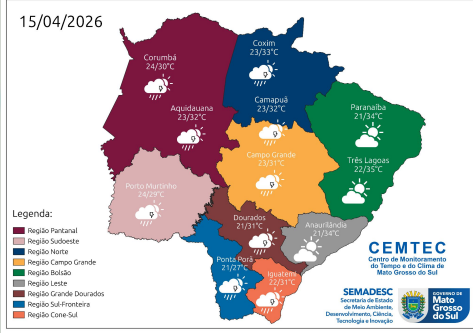 15/04/2026
Coxim
23/33°C
Corumbá
24/30°C
Camapuã
23/32°C
Aquidauana
23/32°C
Paranaíba
21/34°C
Campo Grande
23/31°C
Três Lagoas
22/35°C
Porto Murtinho
24/29°C
Dourados
21/31°C
Anaurilândia
21/34°C
Ponta Porã
21/27°C
Iguatemi
22/31°C
Legenda:
Região Pantanal
Região Sudoeste
Região Norte
Região Campo Grande
Região Bolsão
Região Leste
Região Grande Dourados
Região Sul-Fronteira
Região Cone-Sul
CEMTEC
Centro de Monitoramento
do Tempo e do Clima de
Mato Grosso do Sul
SEMADESC
Secretaria de Estado
de Meio Ambiente,
Desenvolvimento, Ciência,
Tecnologia e Inovação
GOVERNO DE
Mato
Grosso
do Sul